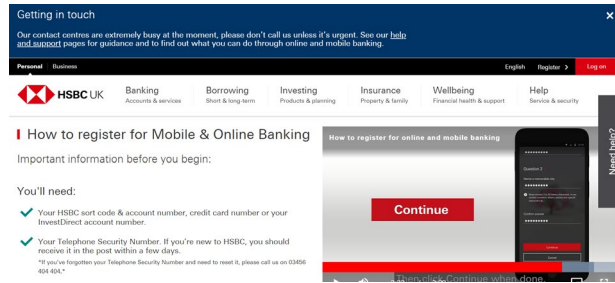 Getting in touch
Our contact centres are extremely busy at the moment, please don't call us unless it's urgent. See our help
and support pages for guidance and to find out what you can do through online and mobile banking.
Personal Business English Register Log on
HSBC UK
Banking
Accounts & services
Borrowing
Short & long-term
Investing
Products & planning
Insurance
Property & family
Wellbeing
Financial health & support
Help
Service & security
Need help?
How to register for Mobile & Online Banking
Important information before you begin:
You'll need:
Your HSBC sort code & account number, credit card number or your
InvestDirect account number.
Your Telephone Security Number. If you're new to HSBC, you should
receive it in the post within a few days.
*If you've forgotten your Telephone Security Number and need to reset it, please call us on 03456
404 404.*
How to register for online and mobile banking
Question 2
Continue
Continue
Cancel
Then click Continue when done.